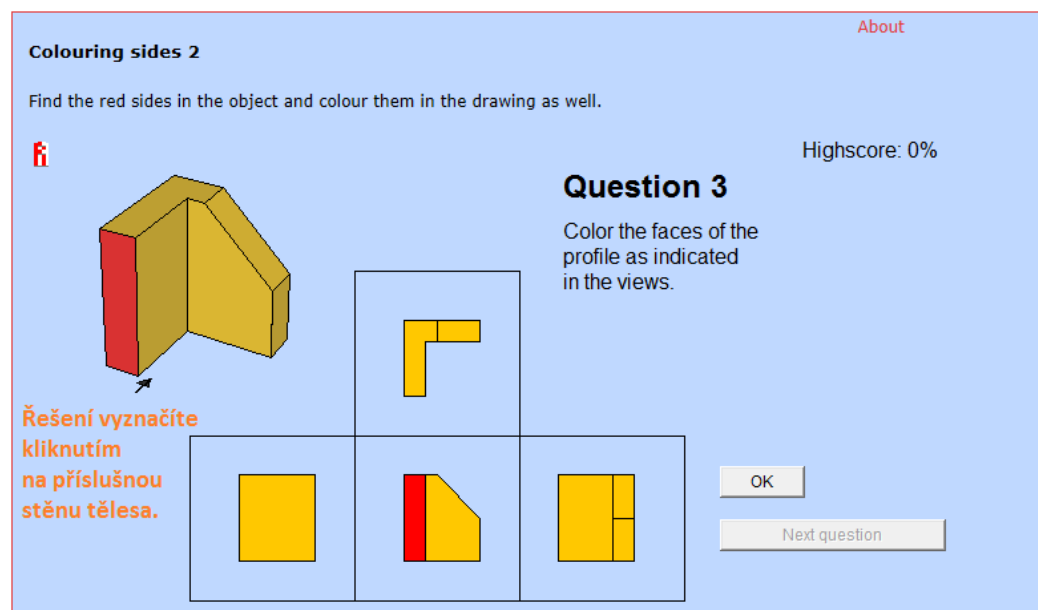 About
Colouring sides 2
Find the red sides in the object and colour them in the drawing as well.
Highscore: 0%
Question 3
Color the faces of the
profile as indicated
in the views.
Řešení vyznačíte
kliknutím
na příslušnou
stěnu tělesa.
OK
Next question